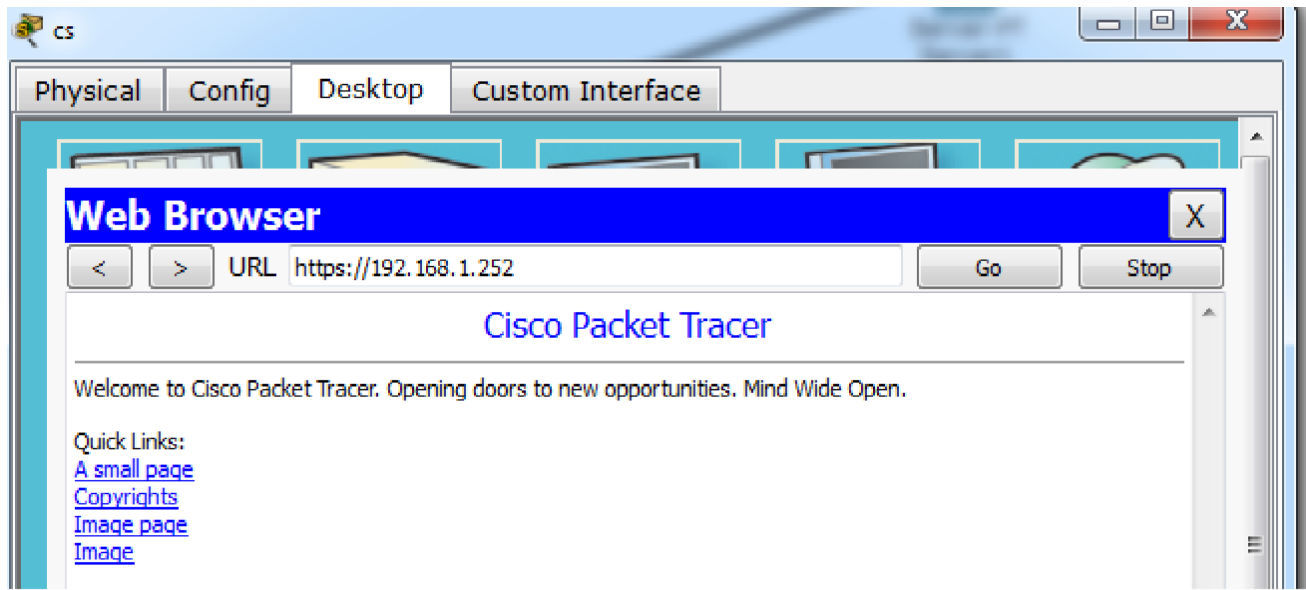 cs
X
Physical Config Desktop Custom Interface
Web Browser X
< > URL https://192.168.1.252 Go Stop
Cisco Packet Tracer
Welcome to Cisco Packet Tracer. Opening doors to new opportunities. Mind Wide Open.
Quick Links:
A small page
Copyrights
Image page
Image